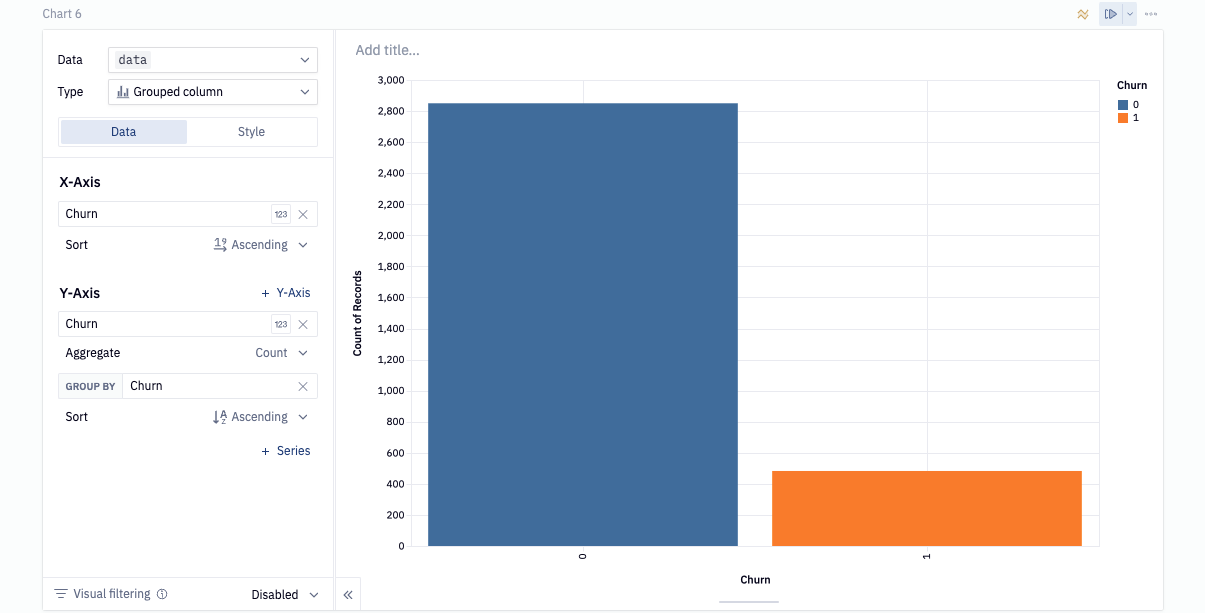 Chart 6
Data data
Type Grouped column
Data Style
X-Axis
Churn 123
Sort Ascending
Y-Axis + Y-Axis
Churn 123
Aggregate Count
GROUP BY Churn
Sort Ascending
+ Series
Visual filtering Disabled
Add title...
3,000
2,800
2,600
2,400
2,200
2,000
1,800
1,600
1,400
1,200
1,000
800
600
400
200
0
Count of Records
0 1
Churn
Churn
0
1